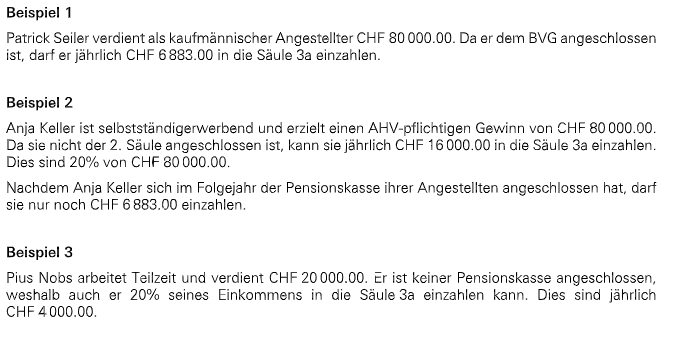 Beispiel 1
Patrick Seiler verdient als kaufmännischer Angestellter CHF 80 000.00. Da er dem BVG angeschlossen
ist, darf er jährlich CHF 6 883.00 in die Säule 3a einzahlen.
Beispiel 2
Anja Keller ist selbstständigerwerbend und erzielt einen AHV-pflichtigen Gewinn von CHF 80 000.00.
Da sie nicht der 2. Säule angeschlossen ist, kann sie jährlich CHF 16 000.00 in die Säule 3a einzahlen.
Dies sind 20% von CHF 80 000.00.
Nachdem Anja Keller sich im Folgejahr der Pensionskasse ihrer Angestellten angeschlossen hat, darf
sie nur noch CHF 6 883.00 einzahlen.
Beispiel 3
Pius Nobs arbeitet Teilzeit und verdient CHF 20 000.00. Er ist keiner Pensionskasse angeschlossen,
weshalb auch er 20% seines Einkommens in die Säule 3a einzahlen kann. Dies sind jährlich
CHF 4 000.00.